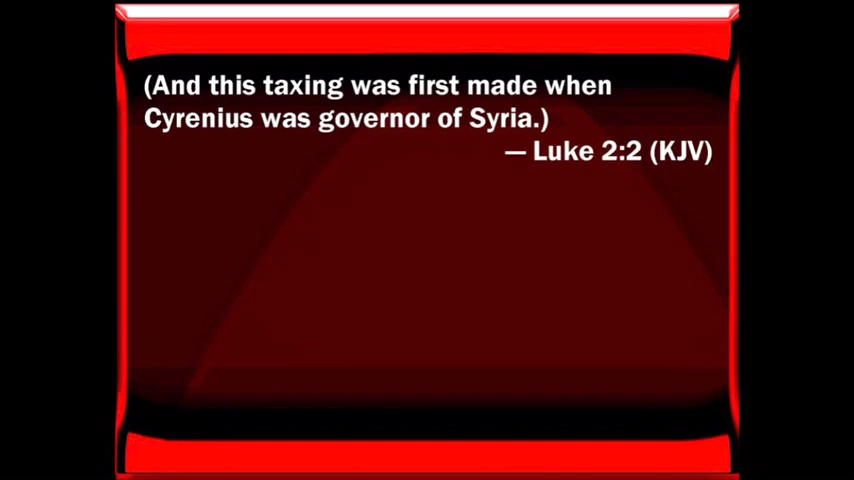 (And this taxing was first made when
Cyrenius was governor of Syria.)
— Luke 2:2 (KJV)